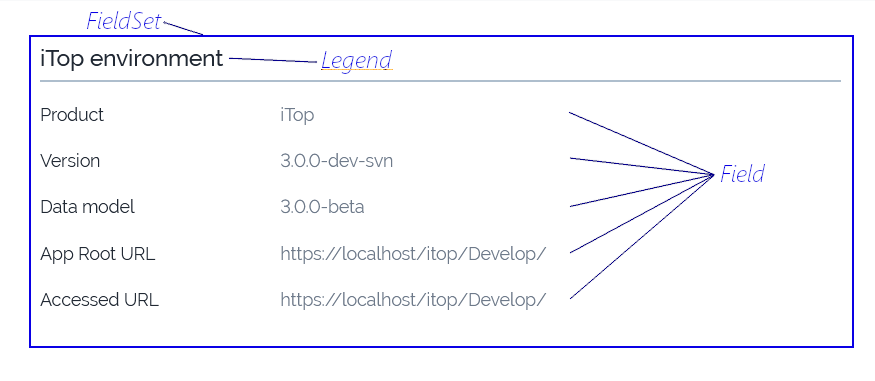 FieldSet
iTop environment
Legend
Product iTop
Version 3.0.0-dev-svn
Field
Data model 3.0.0-beta
App Root URL https://localhost/itop/Develop/
Accessed URL https://localhost/itop/Develop/